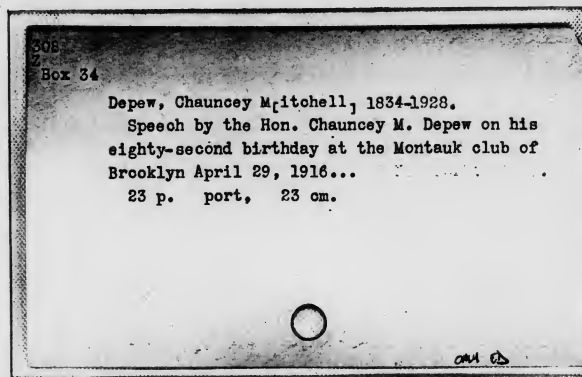 308
Z
Box 34
Depew, Chauncey M[itchell] 1834-1928.
Speech by the Hon. Chauncey M. Depew on his
eighty-second birthday at the Montauk club of
Brooklyn April 29, 1916...
23 p. port, 23 cm.